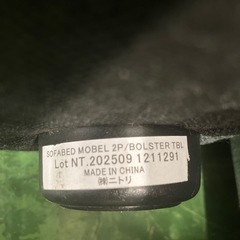 SOFABED MOBEL 2P/BOLSTER TBL
Lot NT.202509 1211291
MADE IN CHINA
㈱ニトリ